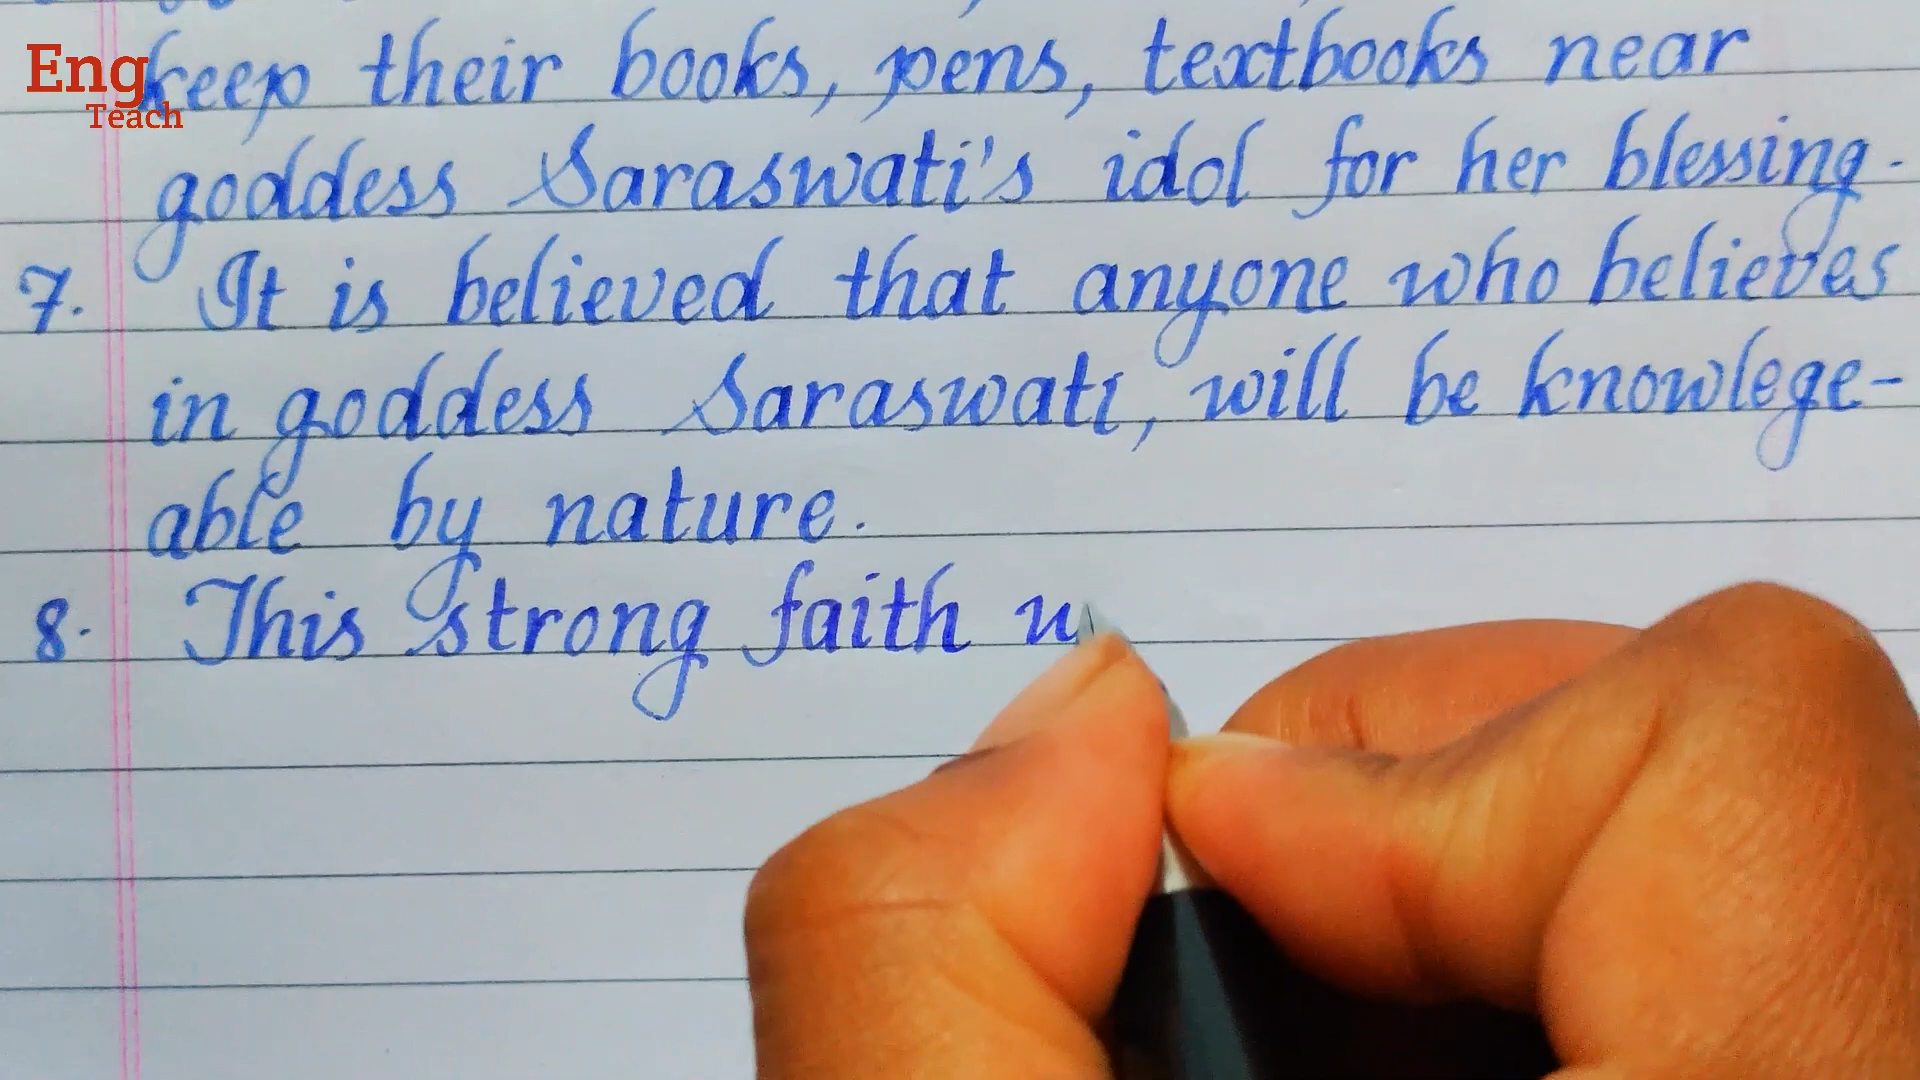 Eng
Teach
keep their books, pens, textbooks near
goddess Saraswati's idol for her blessing.
7. It is believed that anyone who believes
in goddess Saraswati, will be knowlege-
able by nature.
8. This strong faith